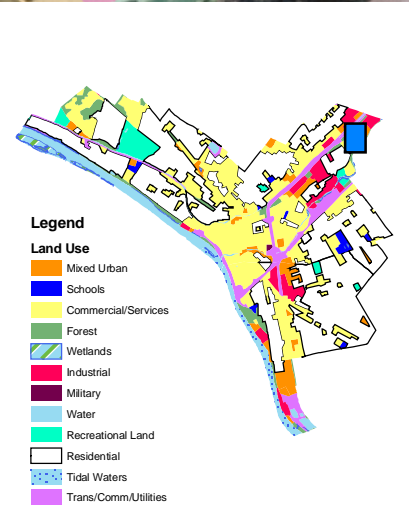 Legend
Land Use
Mixed Urban
Schools
Commercial/Services
Forest
Wetlands
Industrial
Military
Water
Recreational Land
Residential
Tidal Waters
Trans/Comm/Utilities